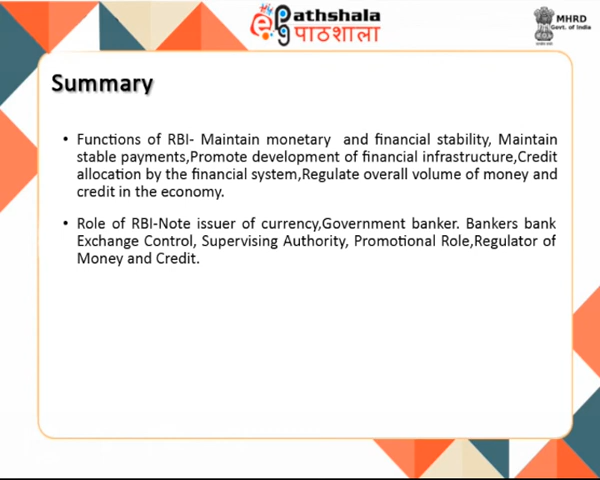 ePG Pathshala
पाठशाला
MHRD
Govt. of India
Summary
• Functions of RBI- Maintain monetary and financial stability, Maintain
stable payments,Promote development of financial infrastructure,Credit
allocation by the financial system,Regulate overall volume of money and
credit in the economy.
• Role of RBI-Note issuer of currency,Government banker. Bankers bank
Exchange Control, Supervising Authority, Promotional Role,Regulator of
Money and Credit.